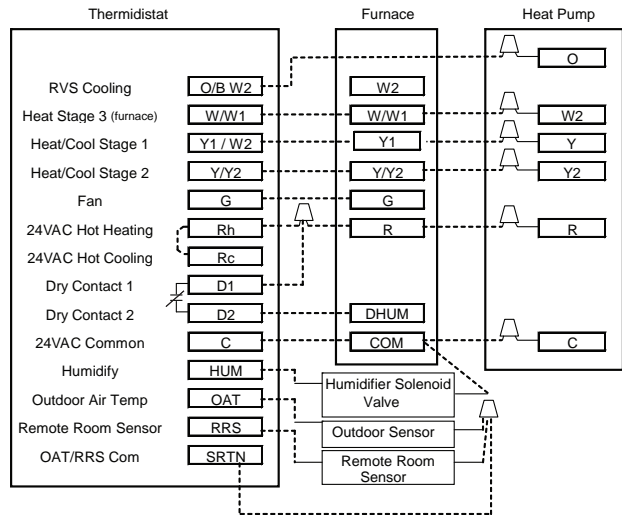 Thermidistat Furnace Heat Pump
O
RVS Cooling O/B W2 W2
Heat Stage 3 (furnace) W/W1 W/W1 W2
Heat/Cool Stage 1 Y1 / W2 Y1 Y
Heat/Cool Stage 2 Y/Y2 Y/Y2 Y2
Fan G G
24VAC Hot Heating Rh R R
24VAC Hot Cooling Rc
Dry Contact 1 D1
Dry Contact 2 D2 DHUM
24VAC Common C COM C
Humidify HUM
Humidifier Solenoid
Valve
Outdoor Air Temp OAT
Outdoor Sensor
Remote Room Sensor RRS
Remote Room
Sensor
OAT/RRS Com SRTN